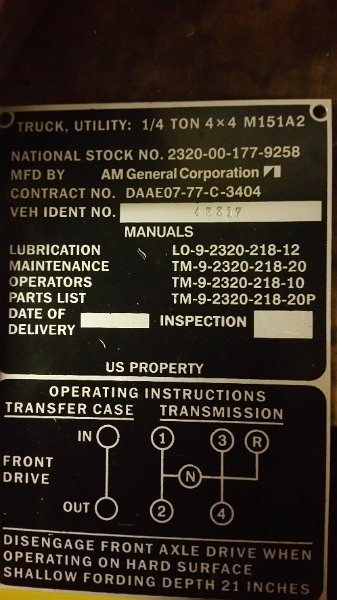 TRUCK, UTILITY: 1/4 TON 4×4 M151A2
NATIONAL STOCK NO. 2320-00-177-9258
MFD BY AM General Corporation
CONTRACT NO. DAAE07-77-C-3404
VEH IDENT NO. 48817
MANUALS
LUBRICATION LO-9-2320-218-12
MAINTENANCE TM-9-2320-218-20
OPERATORS TM-9-2320-218-10
PARTS LIST TM-9-2320-218-20P
DATE OF
DELIVERY INSPECTION
US PROPERTY
OPERATING INSTRUCTIONS
TRANSFER CASE TRANSMISSION
IN 1 3 R
FRONT
DRIVE N
OUT 2 4
DISENGAGE FRONT AXLE DRIVE WHEN
OPERATING ON HARD SURFACE
SHALLOW FORDING DEPTH 21 INCHES